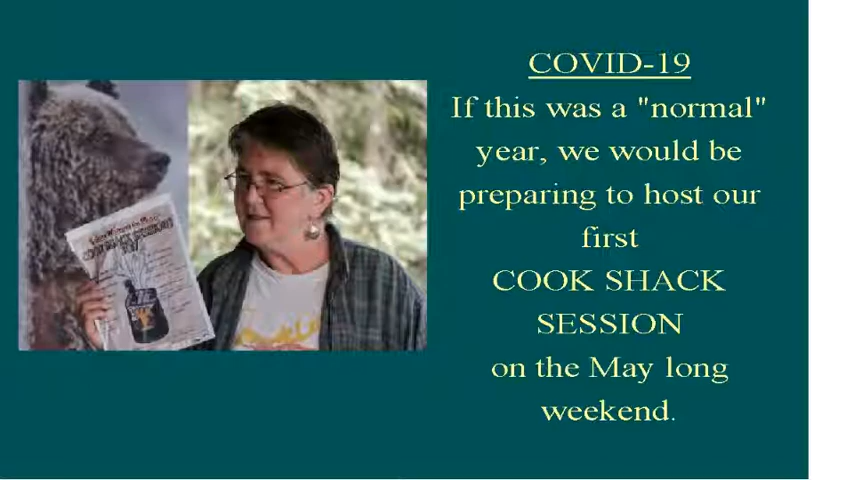 COVID-19
If this was a "normal"
year, we would be
preparing to host our
first
COOK SHACK
SESSION
on the May long
weekend.